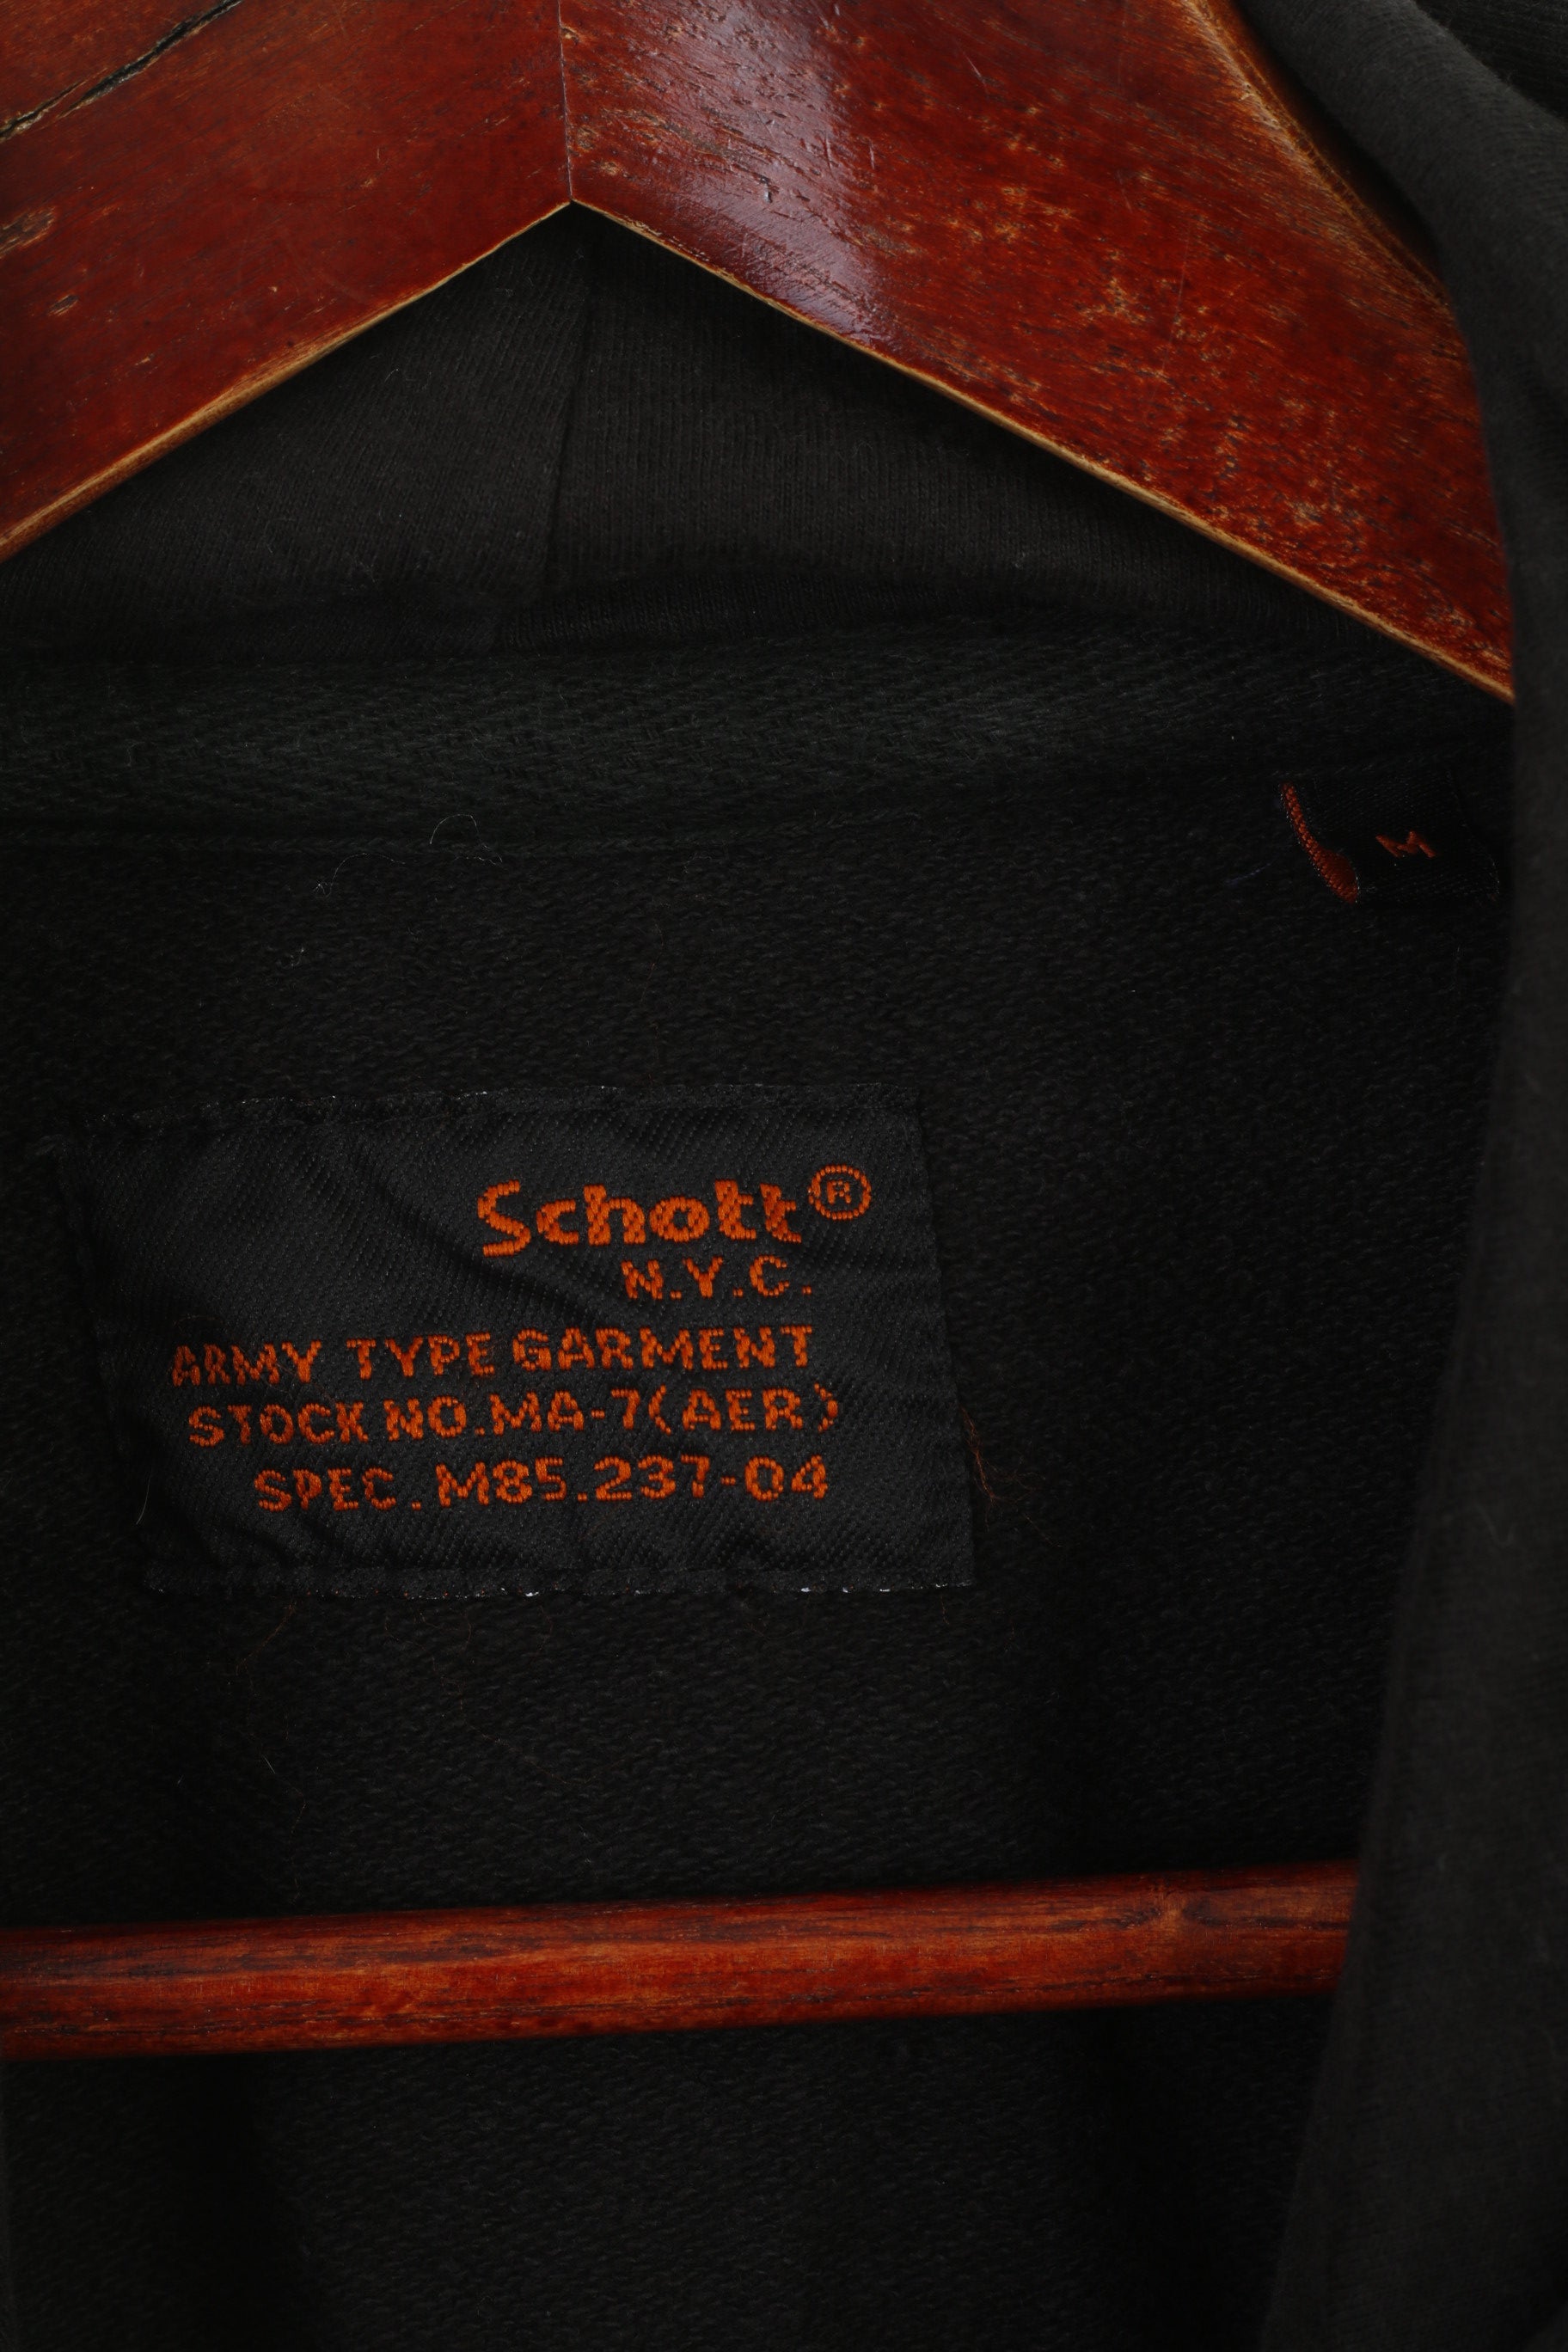 M
Schott®
N.Y.C.
ARMY TYPE GARMENT
STOCK NO.MA-7(AER)
SPEC. M85.237-04